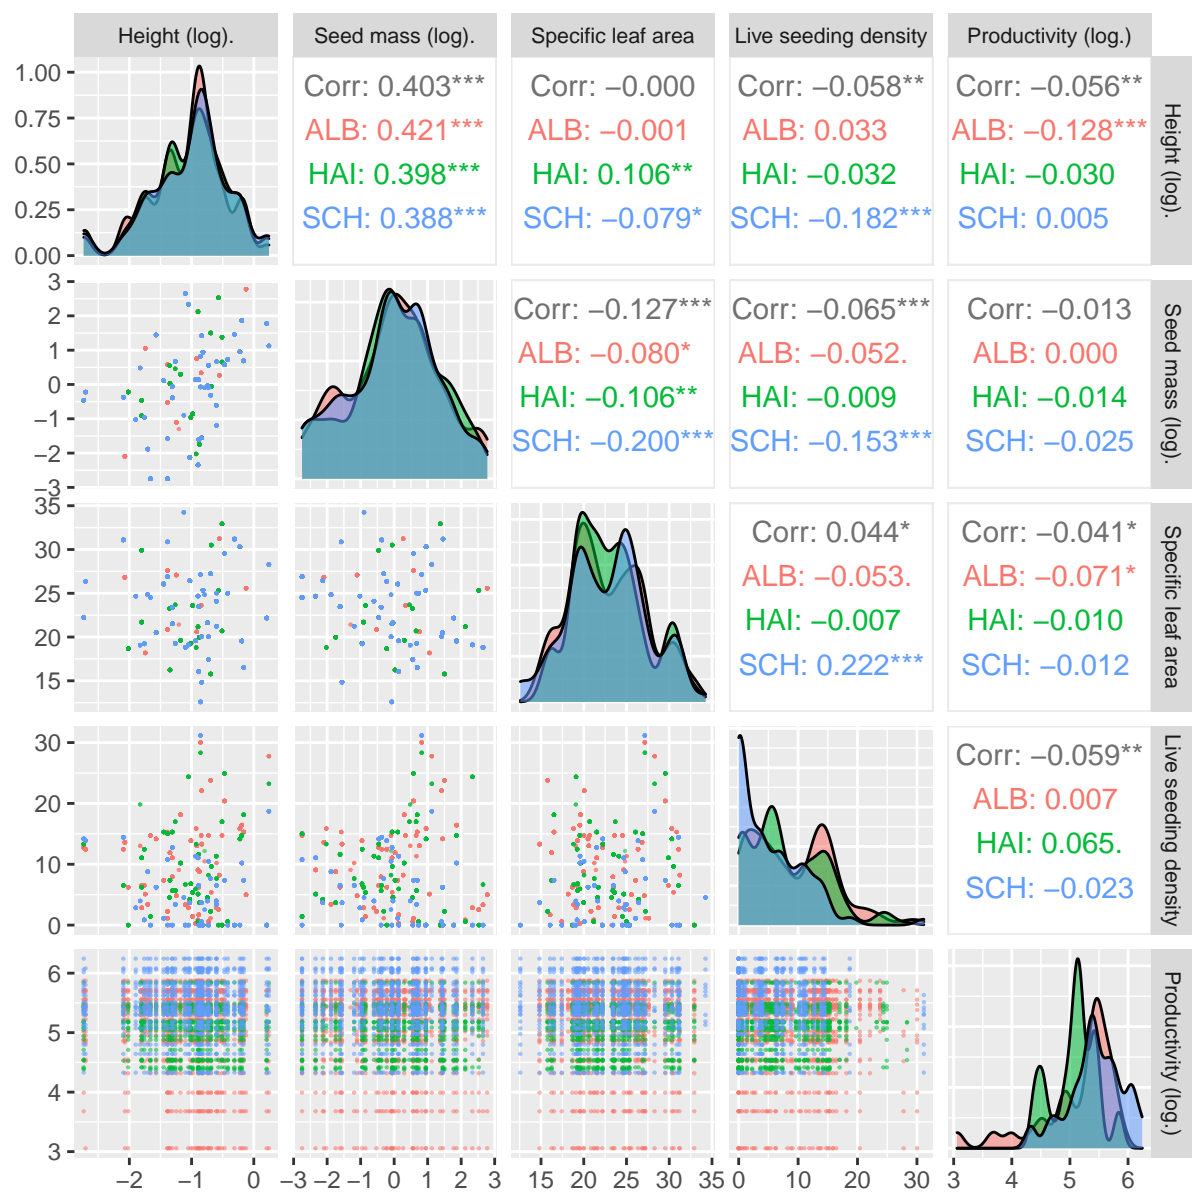 Height (log).
Seed mass (log).
Specific leaf area
Live seeding density
Productivity (log.)
1.00
0.75
0.50
0.25
0.00
Corr: 0.403***
ALB: 0.421***
HAI: 0.398***
SCH: 0.388***
Corr: −0.000
ALB: −0.001
HAI: 0.106**
SCH: −0.079*
Corr: −0.058**
ALB: 0.033
HAI: −0.032
SCH: −0.182***
Corr: −0.056**
ALB: −0.128***
HAI: −0.030
SCH: 0.005
Height (log).
3
2
1
0
−1
−2
−3
Corr: −0.127***
ALB: −0.080*
HAI: −0.106**
SCH: −0.200***
Corr: −0.065***
ALB: −0.052.
HAI: −0.009
SCH: −0.153***
Corr: −0.013
ALB: 0.000
HAI: −0.014
SCH: −0.025
Seed mass (log).
35
30
25
20
15
Corr: 0.044*
ALB: −0.053.
HAI: −0.007
SCH: 0.222***
Corr: −0.041*
ALB: −0.071*
HAI: −0.010
SCH: −0.012
Specific leaf area
30
20
10
0
Corr: −0.059**
ALB: 0.007
HAI: 0.065.
SCH: −0.023
Live seeding density
6
5
4
3
Productivity (log.)
−2 −1 0
−3 −2 −1 0 1 2 3
15 20 25 30 35
0 10 20 30
3 4 5 6